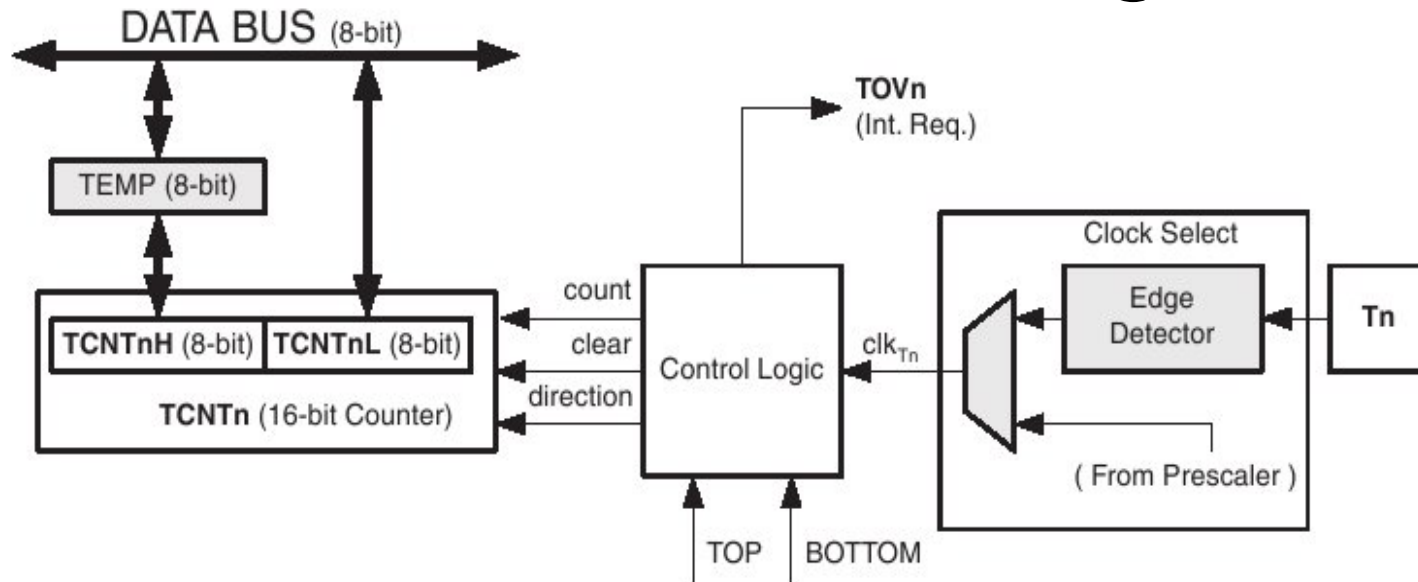 DATA BUS (8-bit)
TOVn
(Int. Req.)
TEMP (8-bit)
Clock Select
count
Edge
Detector
Tn
TCNTnH (8-bit) TCNTnL (8-bit)
clear
Control Logic
clkTn
direction
TCNTn (16-bit Counter)
( From Prescaler )
TOP
BOTTOM